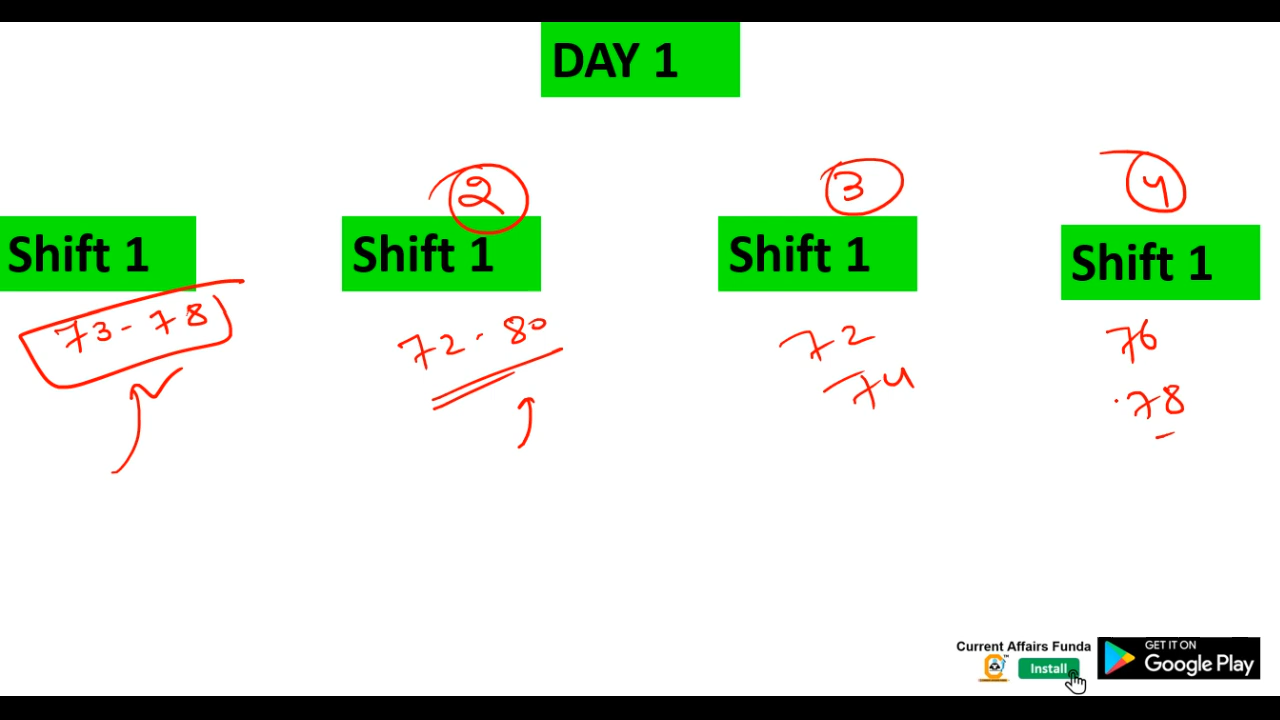 DAY 1
2
3
4
Shift 1
Shift 1
Shift 1
Shift 1
73-78
72-80
72
74
76
78
Current Affairs Funda
Install
GET IT ON
Google Play